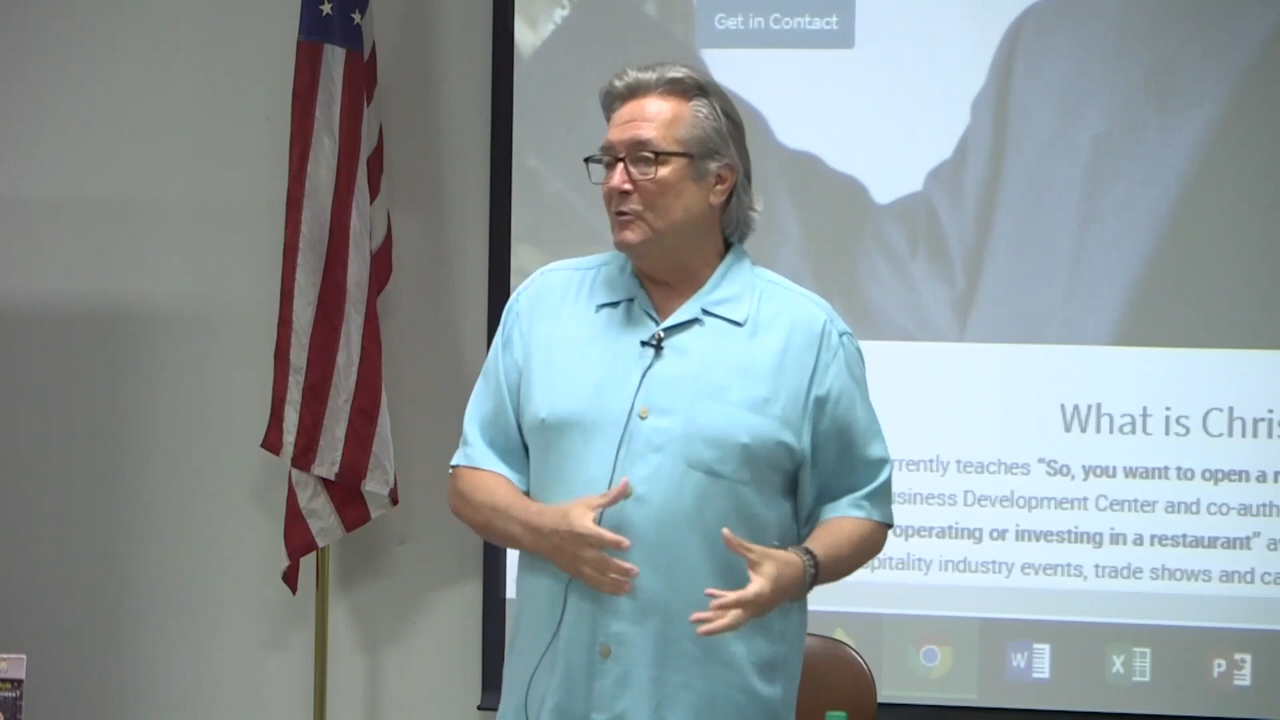 Get in Contact
What is Chris
rrently teaches “So, you want to open a
usiness Development Center and co-auth
operating or investing in a restaurant”
pitality industry events, trade shows and
W
X
P